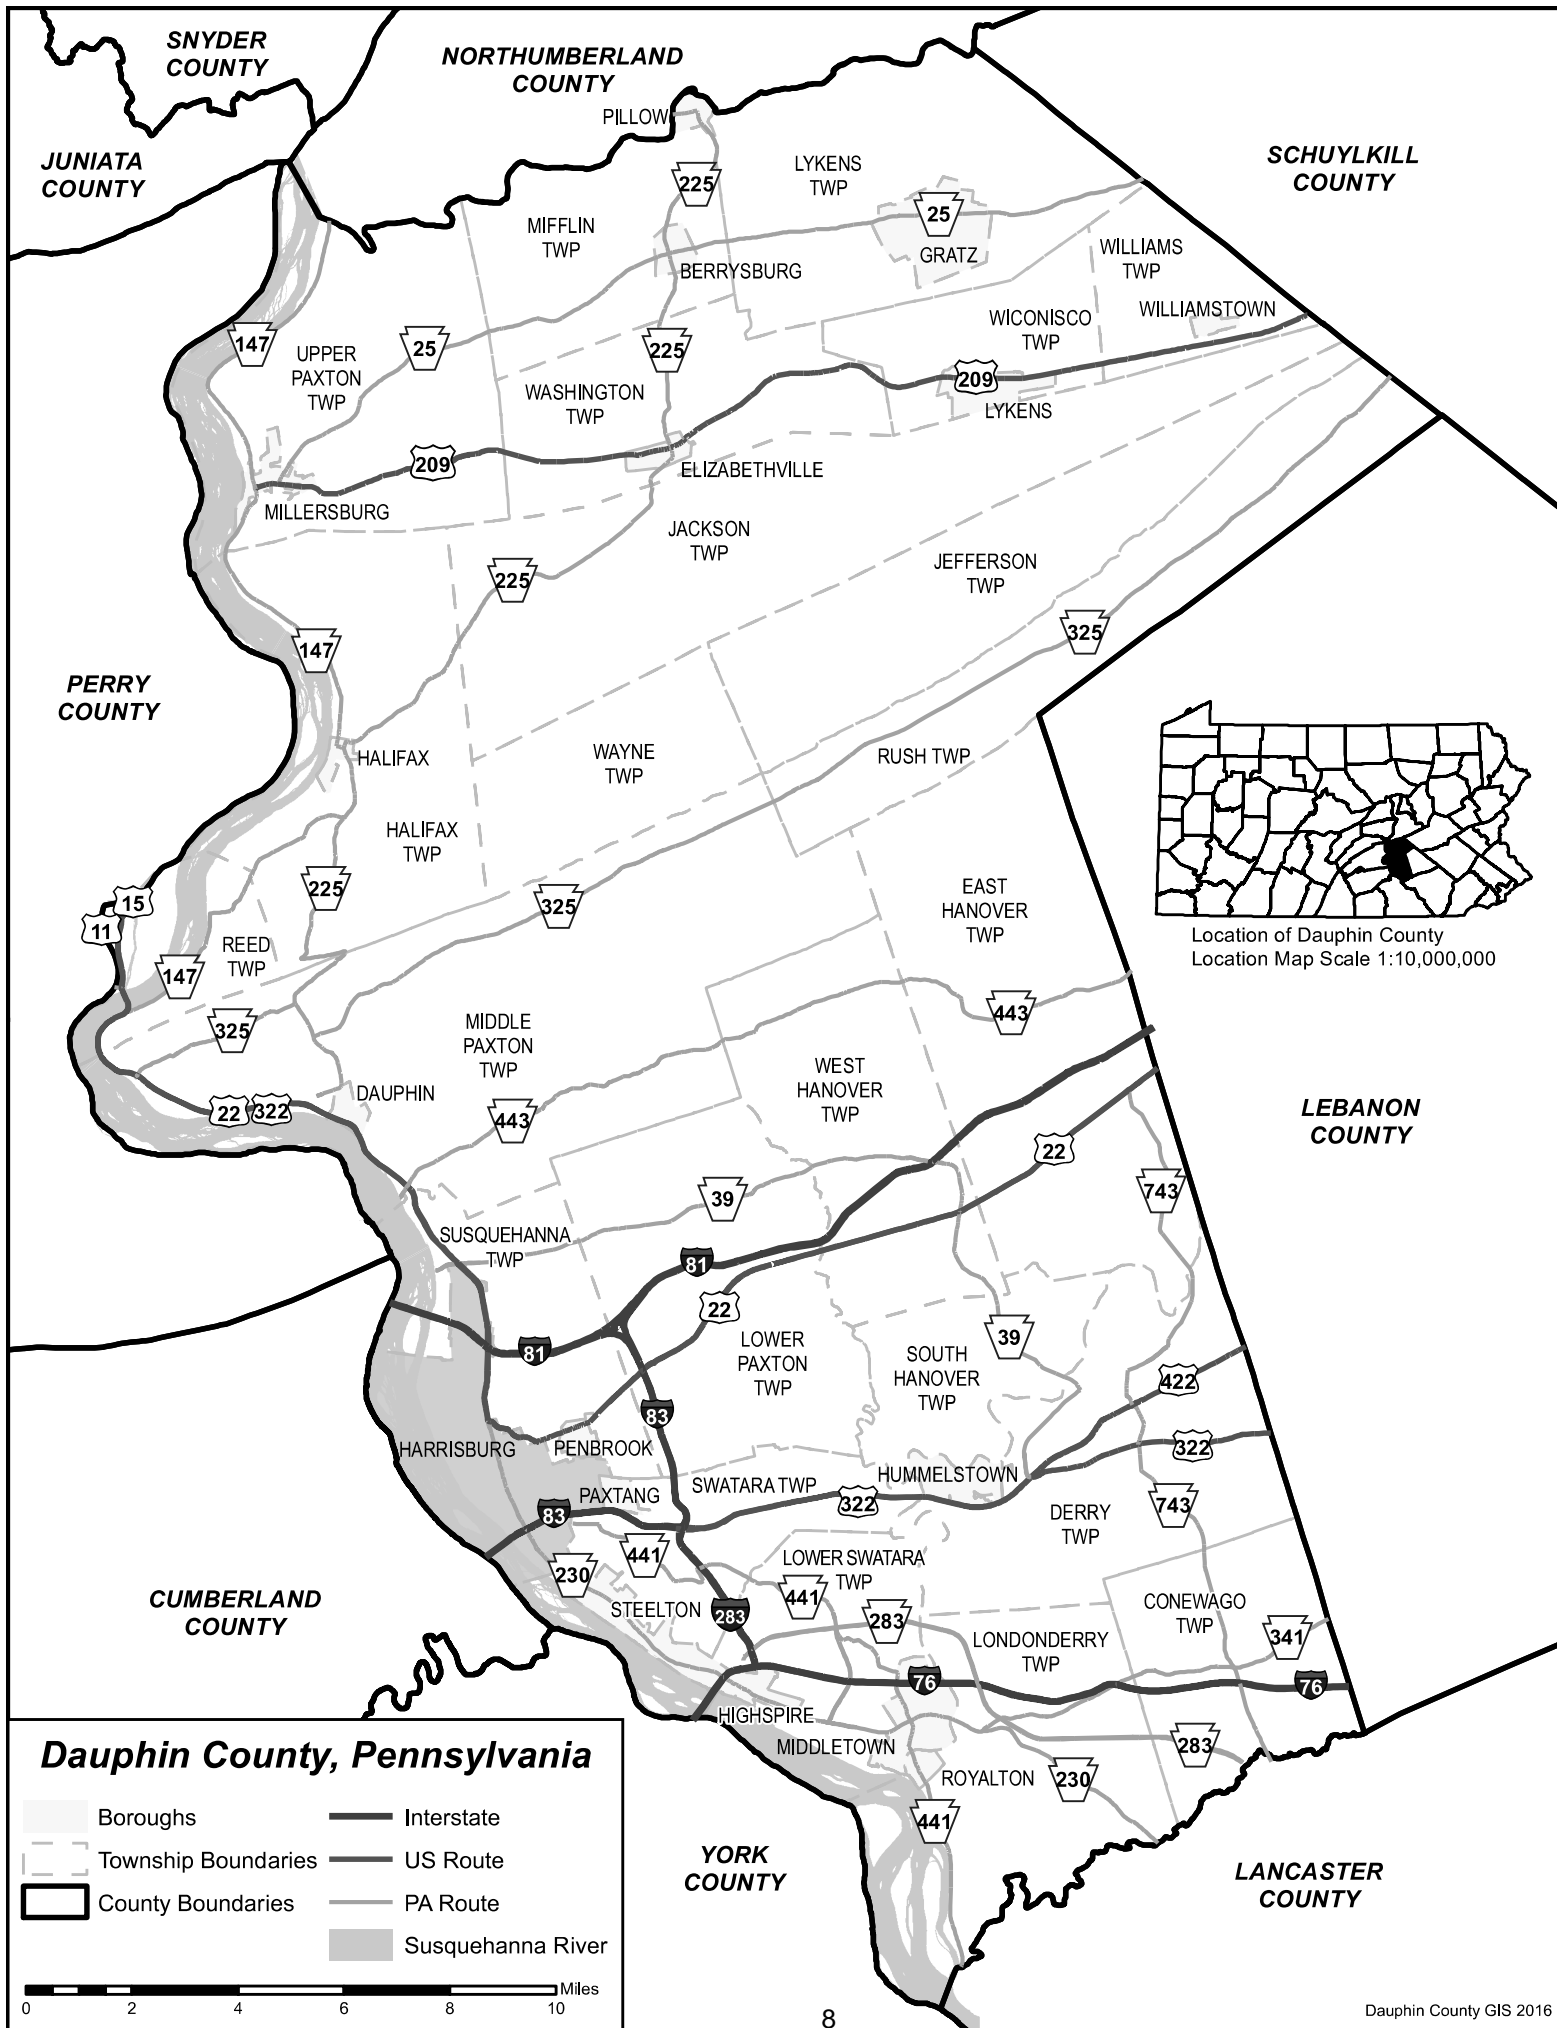 SNYDER
COUNTY
NORTHUMBERLAND
COUNTY
PILLOW
JUNIATA
COUNTY
SCHUYLKILL
COUNTY
LYKENS
TWP
225
25
MIFFLIN
TWP
GRATZ
WILLIAMS
TWP
BERRYSBURG
WILLIAMSTOWN
WICONISCO
TWP
147
25
225
UPPER
PAXTON
TWP
209
WASHINGTON
TWP
LYKENS
209
ELIZABETHVILLE
MILLERSBURG
JACKSON
TWP
225
JEFFERSON
TWP
325
147
PERRY
COUNTY
HALIFAX
WAYNE
TWP
RUSH TWP
HALIFAX
TWP
225
15
11
325
EAST
HANOVER
TWP
Location of Dauphin County
Location Map Scale 1:10,000,000
REED
TWP
147
325
443
MIDDLE
PAXTON
TWP
WEST
HANOVER
TWP
DAUPHIN
22
322
443
LEBANON
COUNTY
22
743
39
SUSQUEHANNA
TWP
81
22
39
81
LOWER
PAXTON
TWP
SOUTH
HANOVER
TWP
422
83
HARRISBURG
PENBROOK
322
HUMMELSTOWN
SWATARA TWP
PAXTANG
322
743
83
DERRY
TWP
441
LOWER SWATARA
TWP
230
441
CUMBERLAND
COUNTY
STEELTON
283
283
CONEWAGO
TWP
341
LONDONDERRY
TWP
76
76
HIGHSPIRE
MIDDLETOWN
283
ROYALTON
230
441
YORK
COUNTY
LANCASTER
COUNTY
Dauphin County, Pennsylvania
Boroughs
Township Boundaries
County Boundaries
Interstate
US Route
PA Route
Susquehanna River
Miles
0 2 4 6 8 10
8
Dauphin County GIS 2016